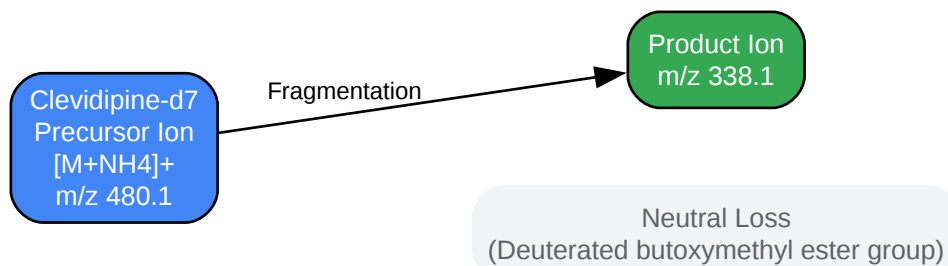 Clevidipine-d7
Precursor Ion
[M+NH4]+
m/z 480.1
Fragmentation
Product Ion
m/z 338.1
Neutral Loss
(Deuterated butoxymethyl ester group)